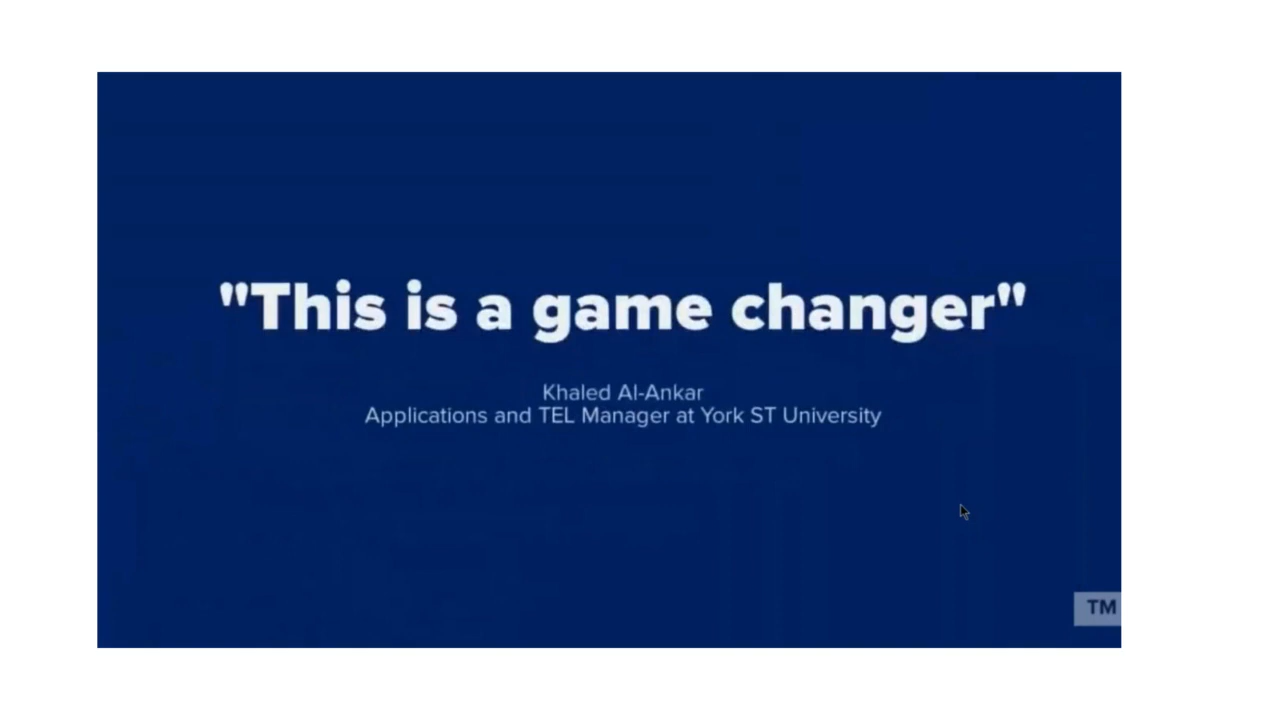 "This is a game changer"
Khaled Al-Ankar
Applications and TEL Manager at York ST University
TM